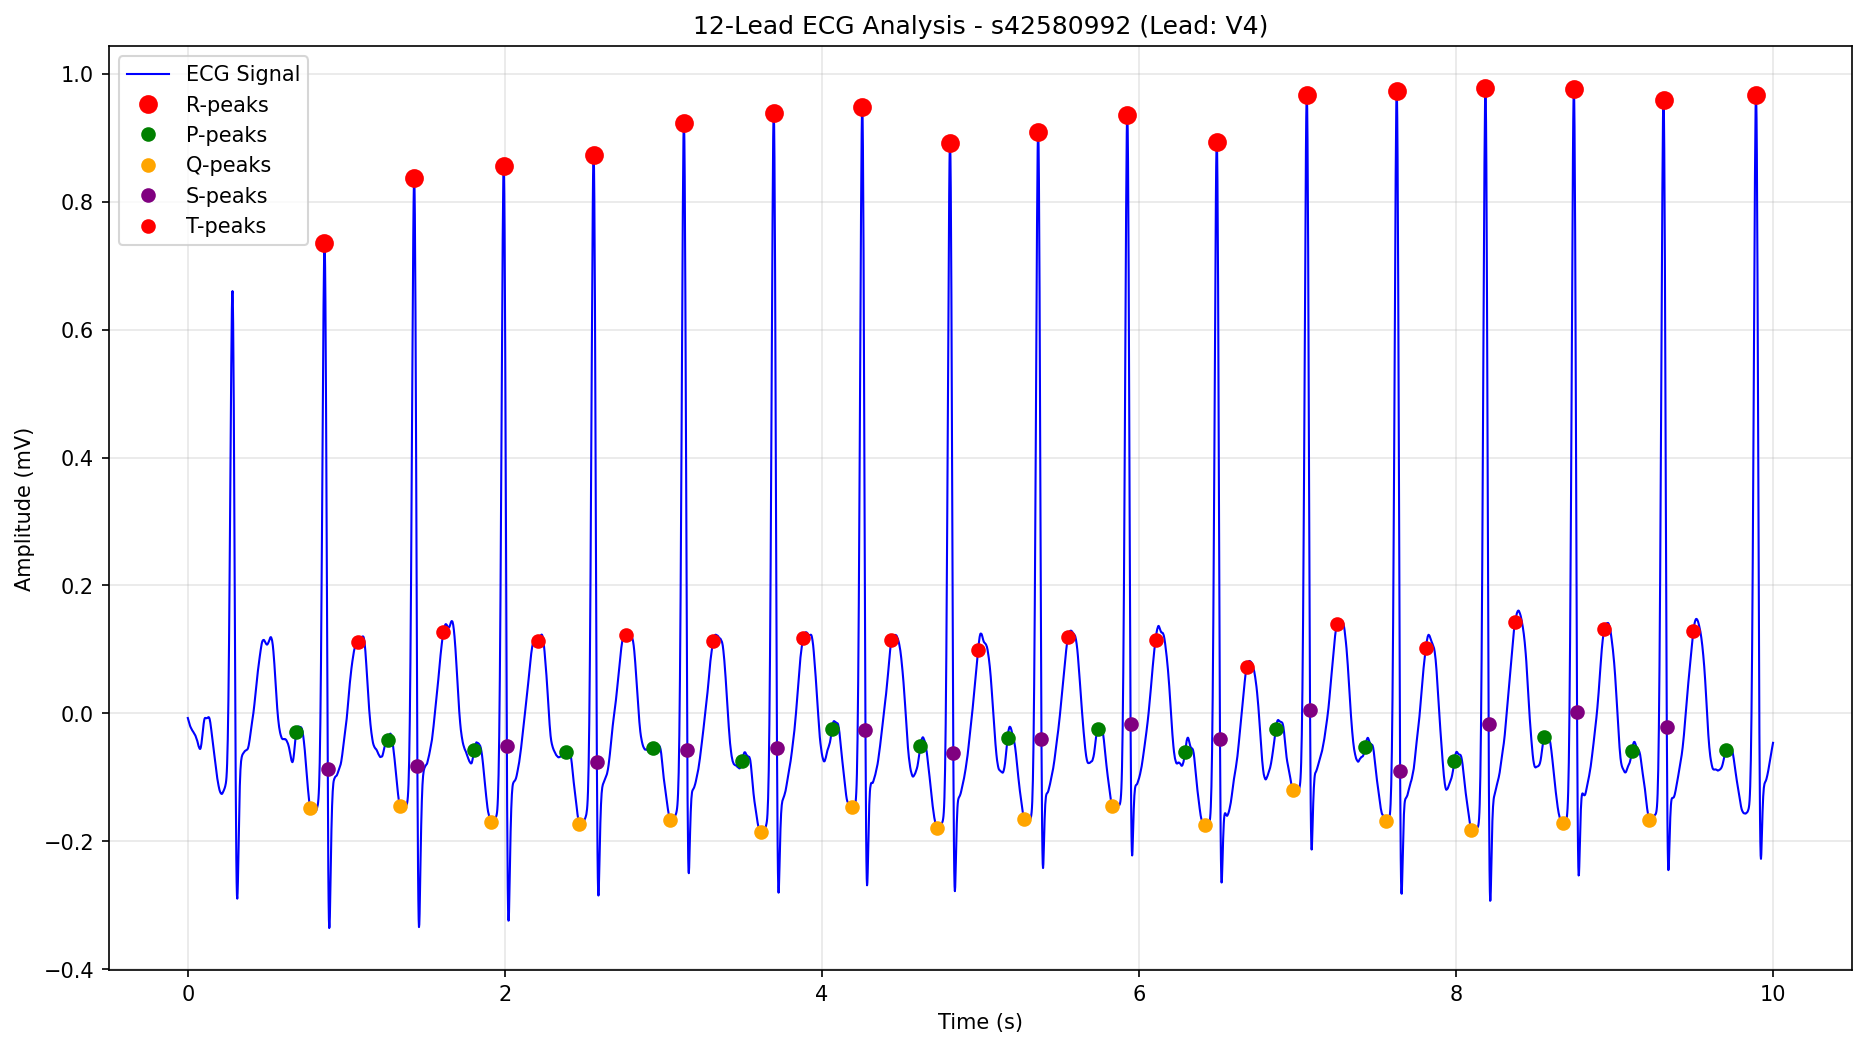 12-Lead ECG Analysis - s42580992 (Lead: V4)
ECG Signal
R-peaks
P-peaks
Q-peaks
S-peaks
T-peaks
1.0
0.8
0.6
0.4
0.2
0.0
−0.2
−0.4
Amplitude (mV)
0 2 4 6 8 10
Time (s)